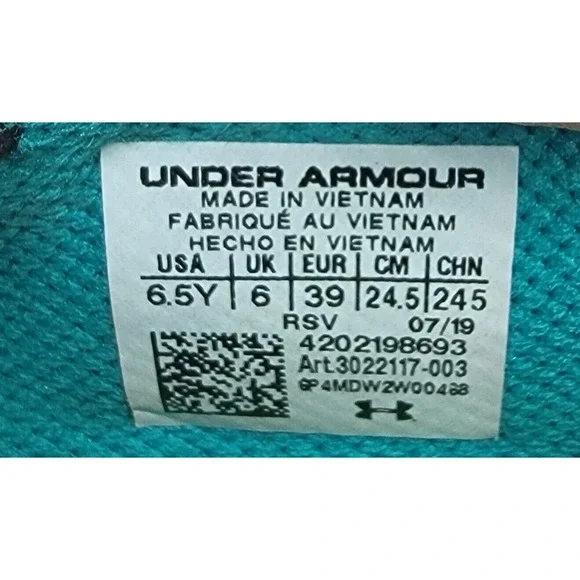 UNDER ARMOUR
MADE IN VIETNAM
FABRIQUÉ AU VIETNAM
HECHO EN VIETNAM
USA | UK | EUR | CM | CHN
6.5Y | 6 | 39 | 24.5 | 245
RSV 07/19
4202198693
Art.3022117-003